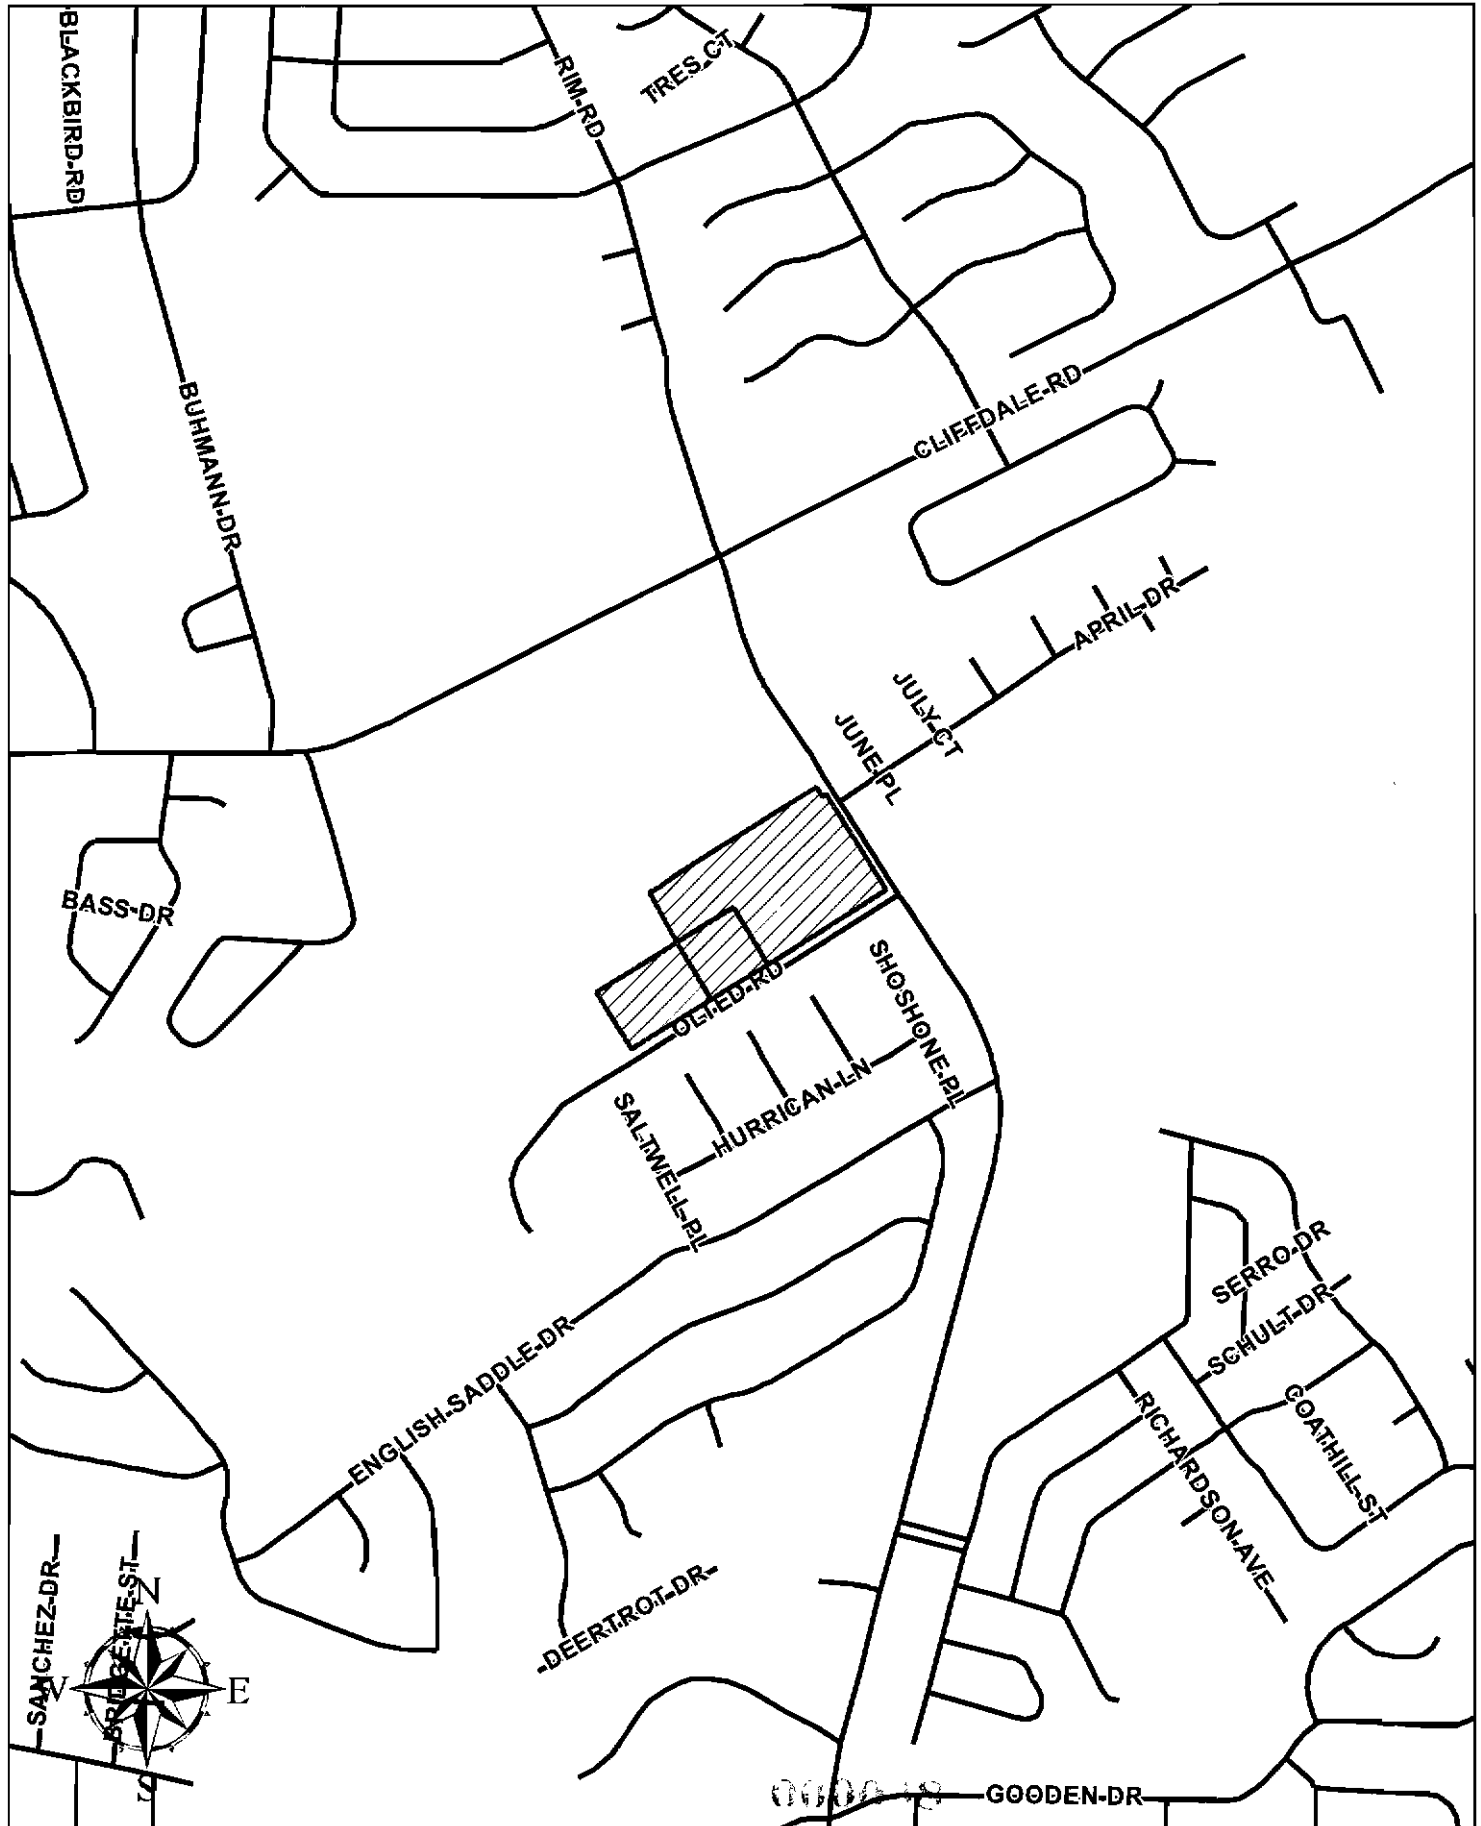 BLACKBIRD-RD
RIM-RD
TRES CT
BUHMANN-DR
CLIFFDALE-RD
APRIL-DR
JULY-CT
JUNE-PL
BASS-DR
OLTED-RD
SHOSHONE-PL
HURRICAN-LN
SALTWELL-PL
SERRO-DR
SCHULT-DR
ENGLISH-SADDLE-DR
COATHILL-ST
RICHARDSON-AVE
DEERTROT-DR
SANCHEZ-DR
N
W
E
S
GOODEN-DR